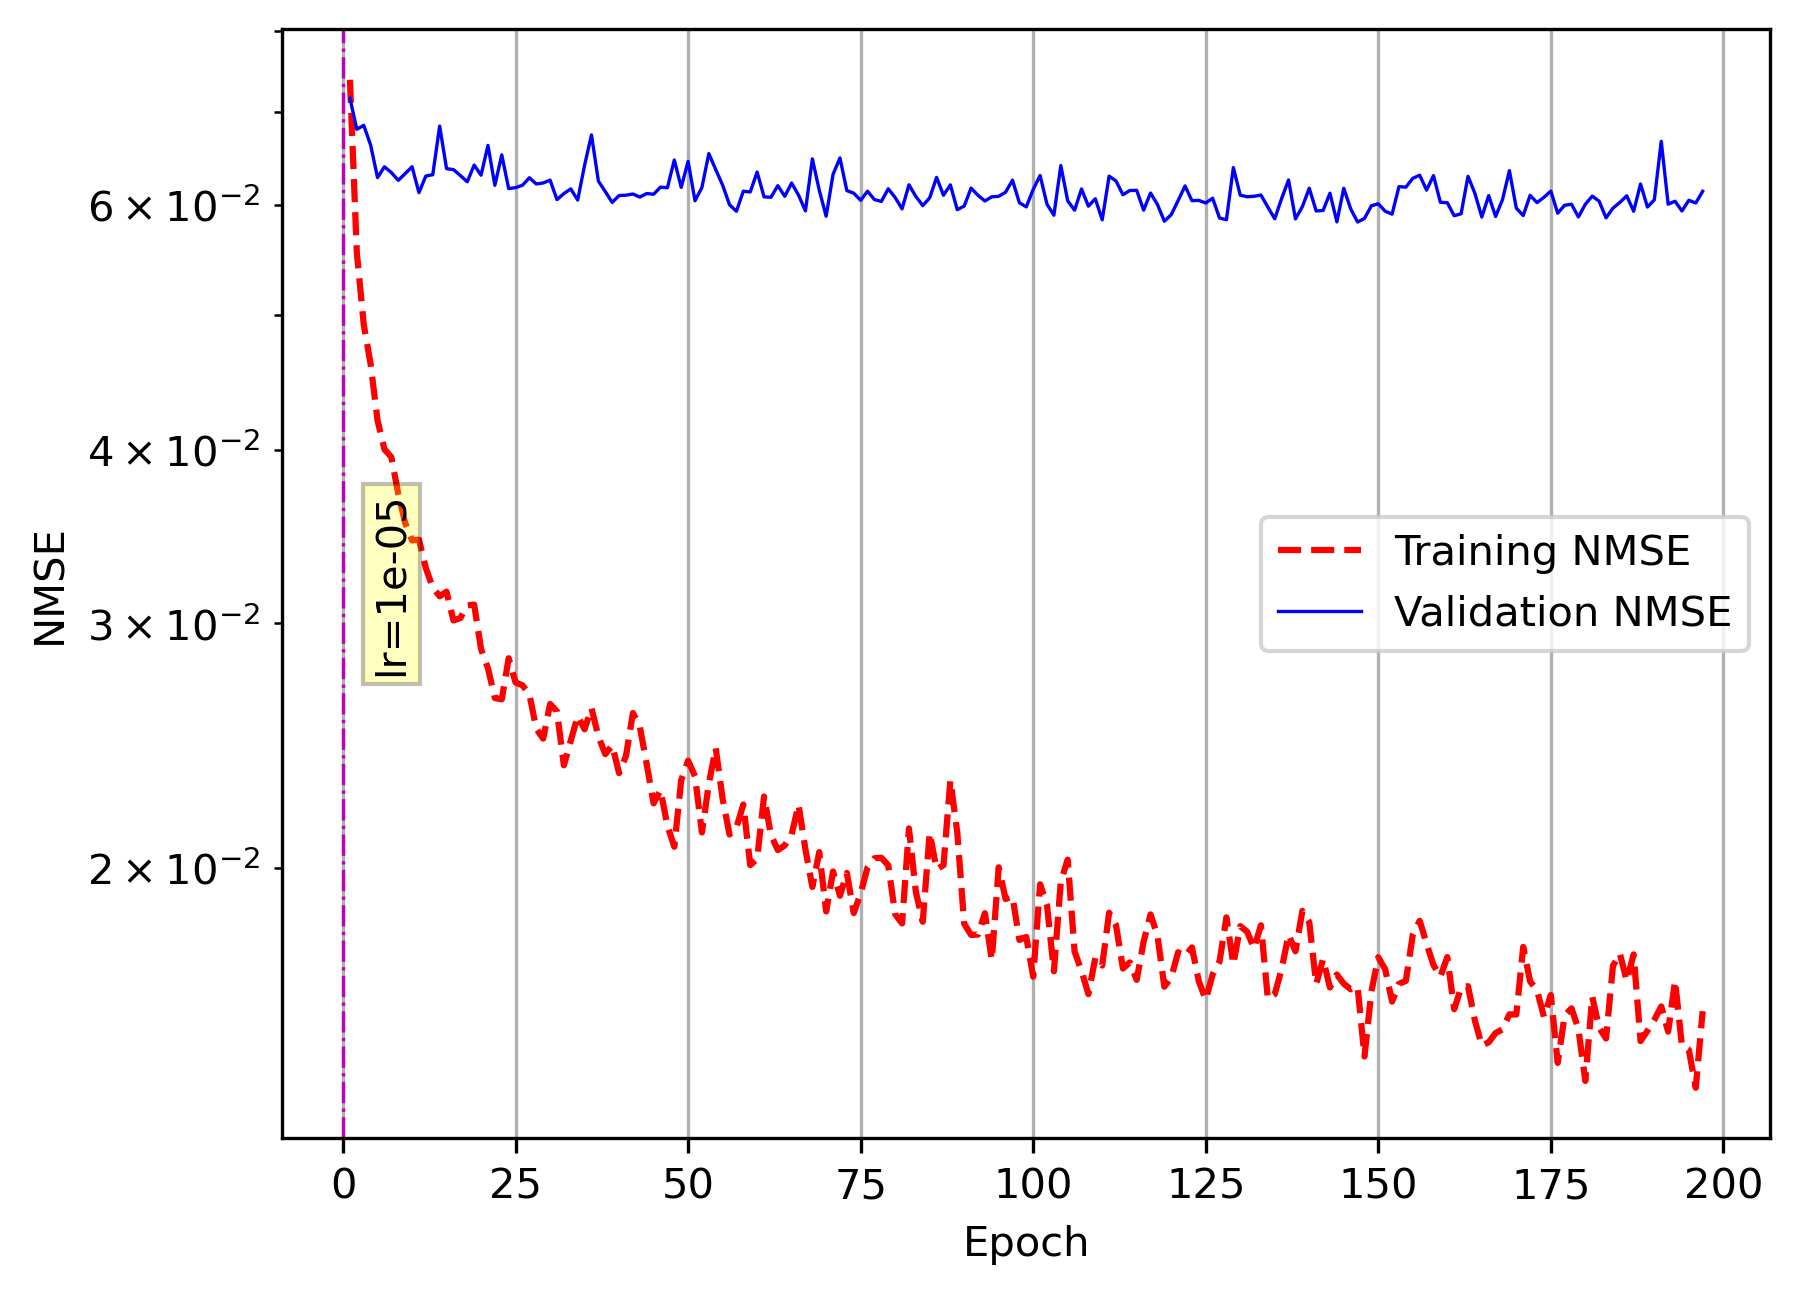 6 × 10⁻²
4 × 10⁻²
3 × 10⁻²
2 × 10⁻²
NMSE
lr=1e-05
Training NMSE
Validation NMSE
0 25 50 75 100 125 150 175 200
Epoch